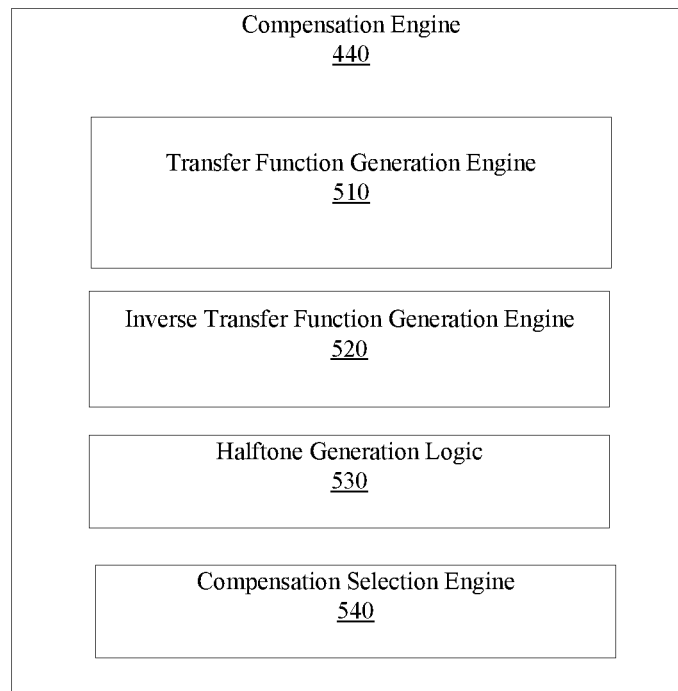 Compensation Engine
440
Transfer Function Generation Engine
510
Inverse Transfer Function Generation Engine
520
Halftone Generation Logic
530
Compensation Selection Engine
540